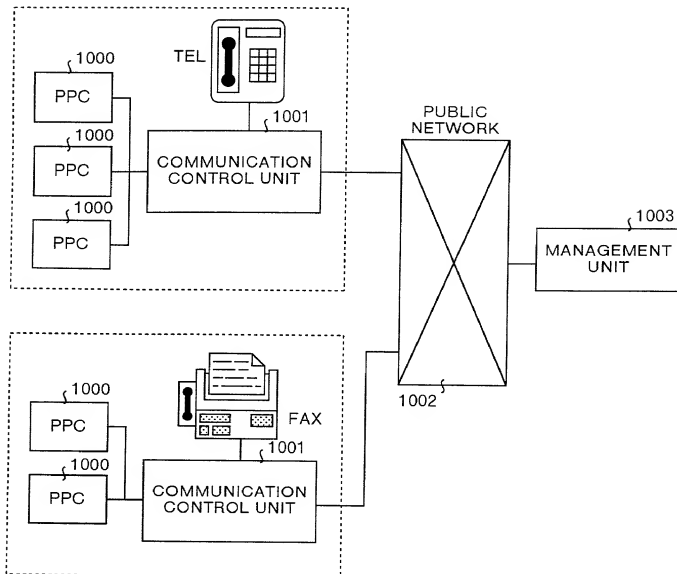 1000
PPC
1000
PPC
1000
PPC
TEL
1001
COMMUNICATION
CONTROL UNIT
PUBLIC
NETWORK
1002
1003
MANAGEMENT
UNIT
1000
PPC
1000
PPC
FAX
1001
COMMUNICATION
CONTROL UNIT